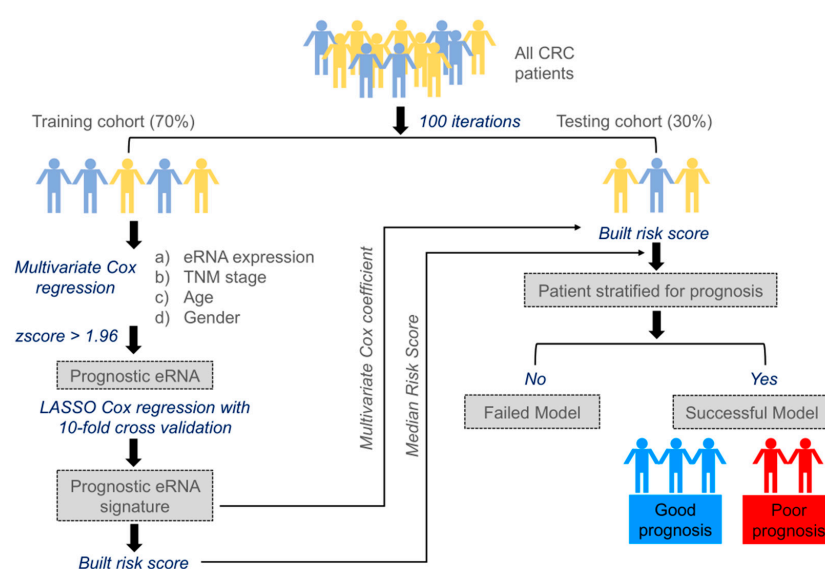 All CRC
patients
Training cohort (70%)
100 iterations
Testing cohort (30%)
Multivariate Cox
regression
a) eRNA expression
b) TNM stage
c) Age
d) Gender
zscore > 1.96
Prognostic eRNA
LASSO Cox regression with
10-fold cross validation
Prognostic eRNA
signature
Built risk score
Multivariate Cox coefficient
Median Risk Score
Built risk score
Patient stratified for prognosis
No
Yes
Failed Model
Successful Model
Good
prognosis
Poor
prognosis